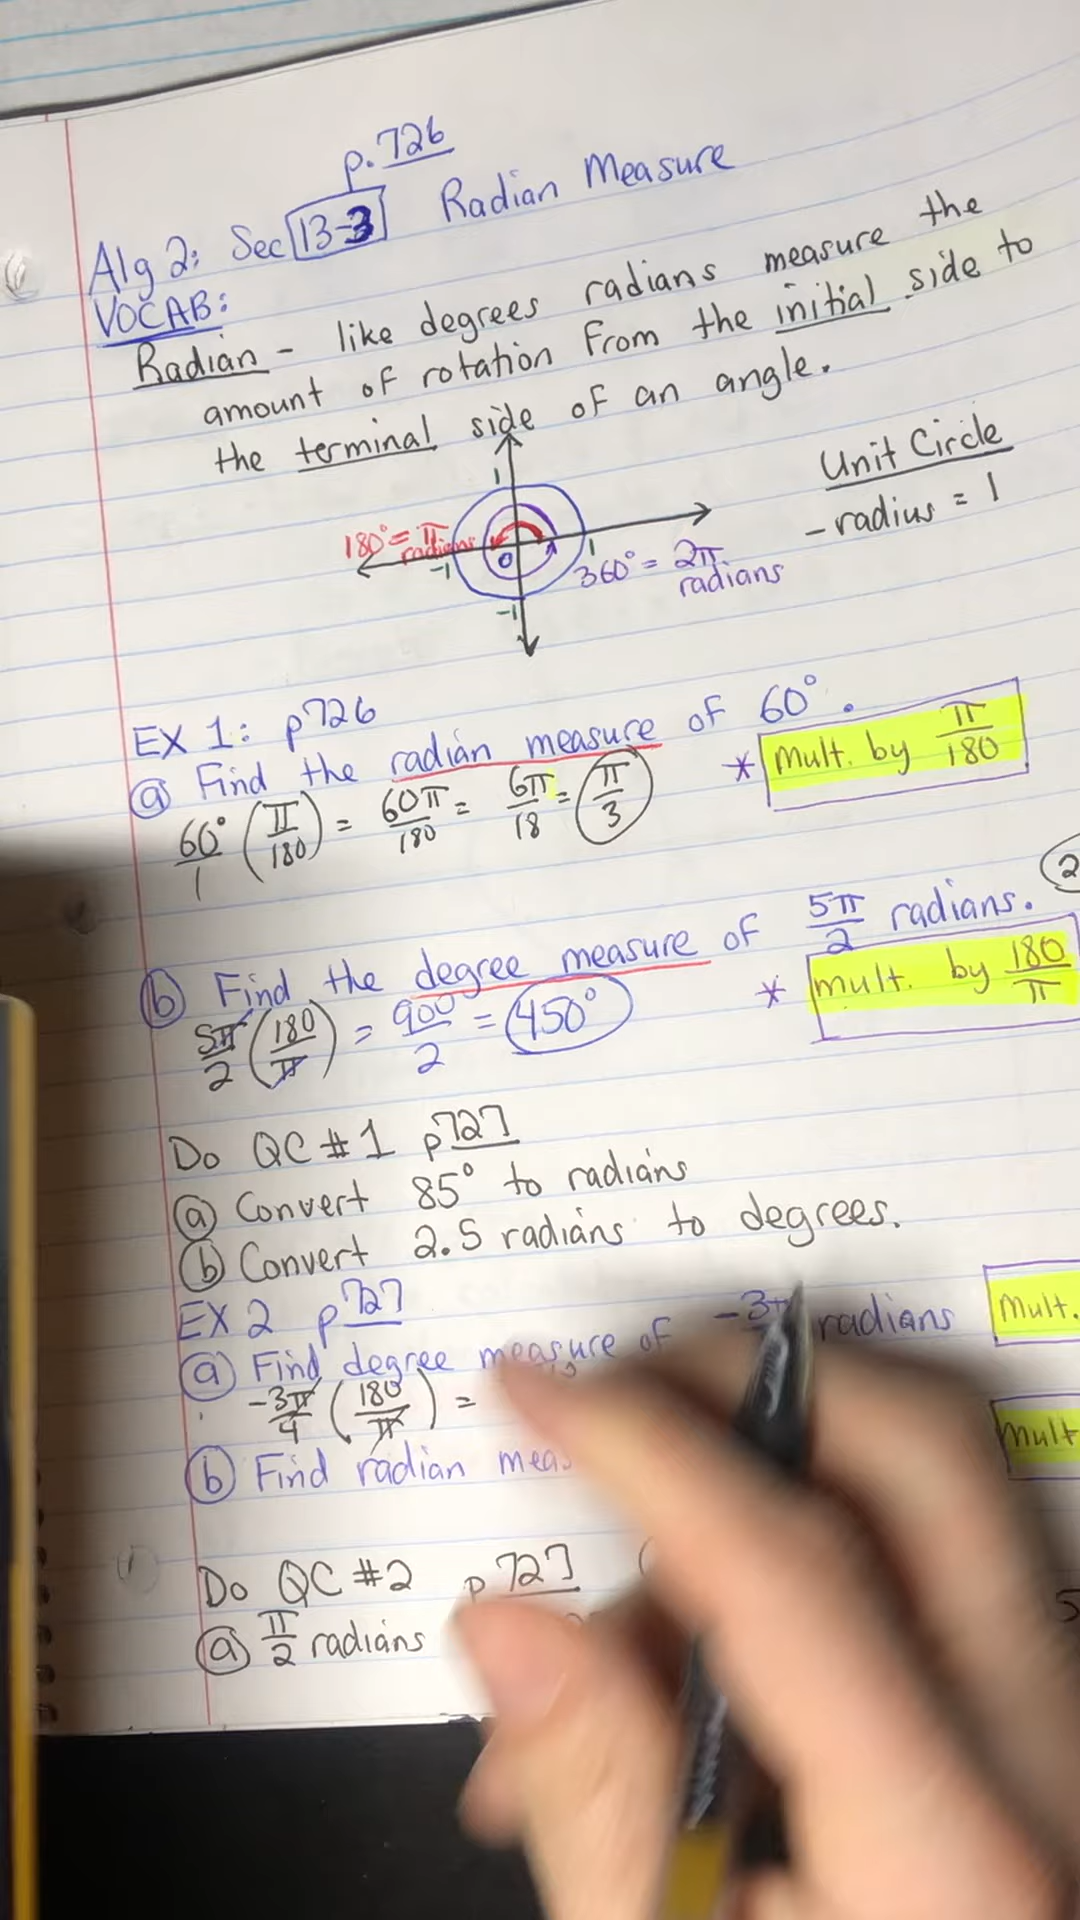 p. 726
Alg 2: Sec 13-3 Radian Measure
VOCAB:
Radian - like degrees radians measure the
amount of rotation from the initial side to
the terminal side of an angle.
Unit Circle
- radius = 1
1
180° = π
radians
-1
0
1
360° = 2π
radians
-1
EX 1: p726
(a) Find the radian measure of 60°.
* mult. by π/180
60°/1 (π/180) = 60π/180 = 6π/18 = π/3
2
(b) Find the degree measure of 5π/2 radians.
* mult. by 180/π
5π/2 (180/π) = 900/2 = 450°
Do QC #1 p727
(a) Convert 85° to radians
(b) Convert 2.5 radians to degrees.
EX 2 p727
(a) Find degree measure of radians
mult.
-3π/4 (180/π) =
mult
(b) Find radian
Do QC #2 p727
(a) π/2 radians